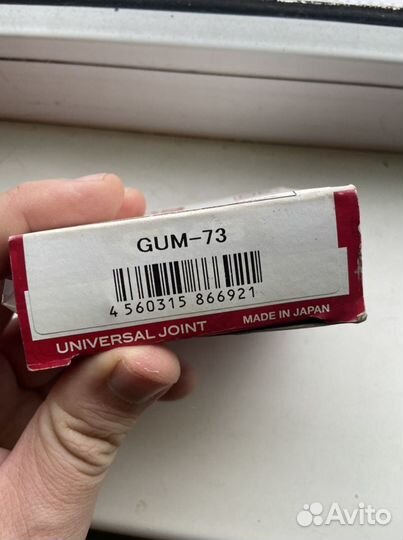 GUM-73
4 560315 866921
UNIVERSAL JOINT MADE IN JAPAN
Avito